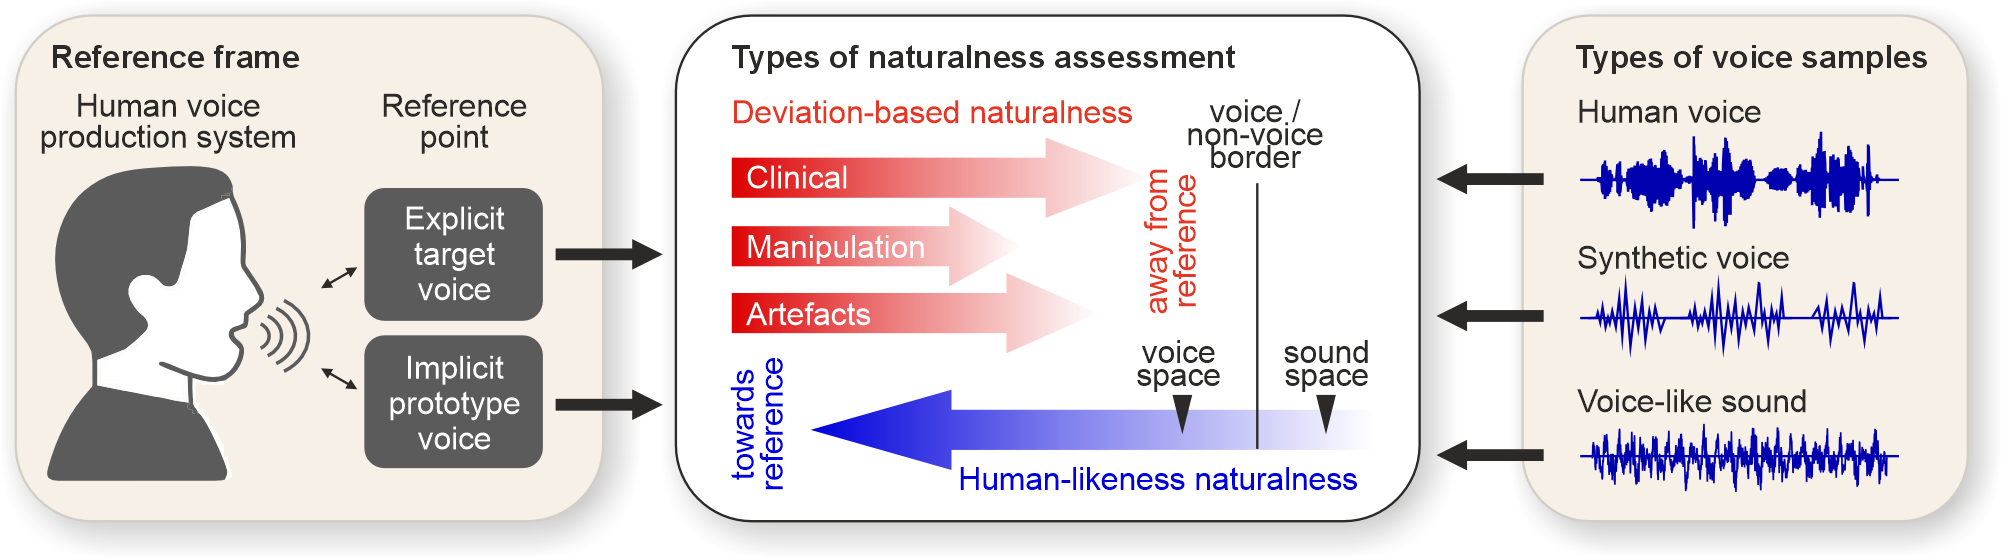 Reference frame
Human voice
production system
Reference
point
Explicit
target
voice
Implicit
prototype
voice
Types of naturalness assessment
Deviation-based naturalness
voice /
non-voice
border
Clinical
Manipulation
Artefacts
away from
reference
voice
space
sound
space
towards
reference
Human-likeness naturalness
Types of voice samples
Human voice
Synthetic voice
Voice-like sound